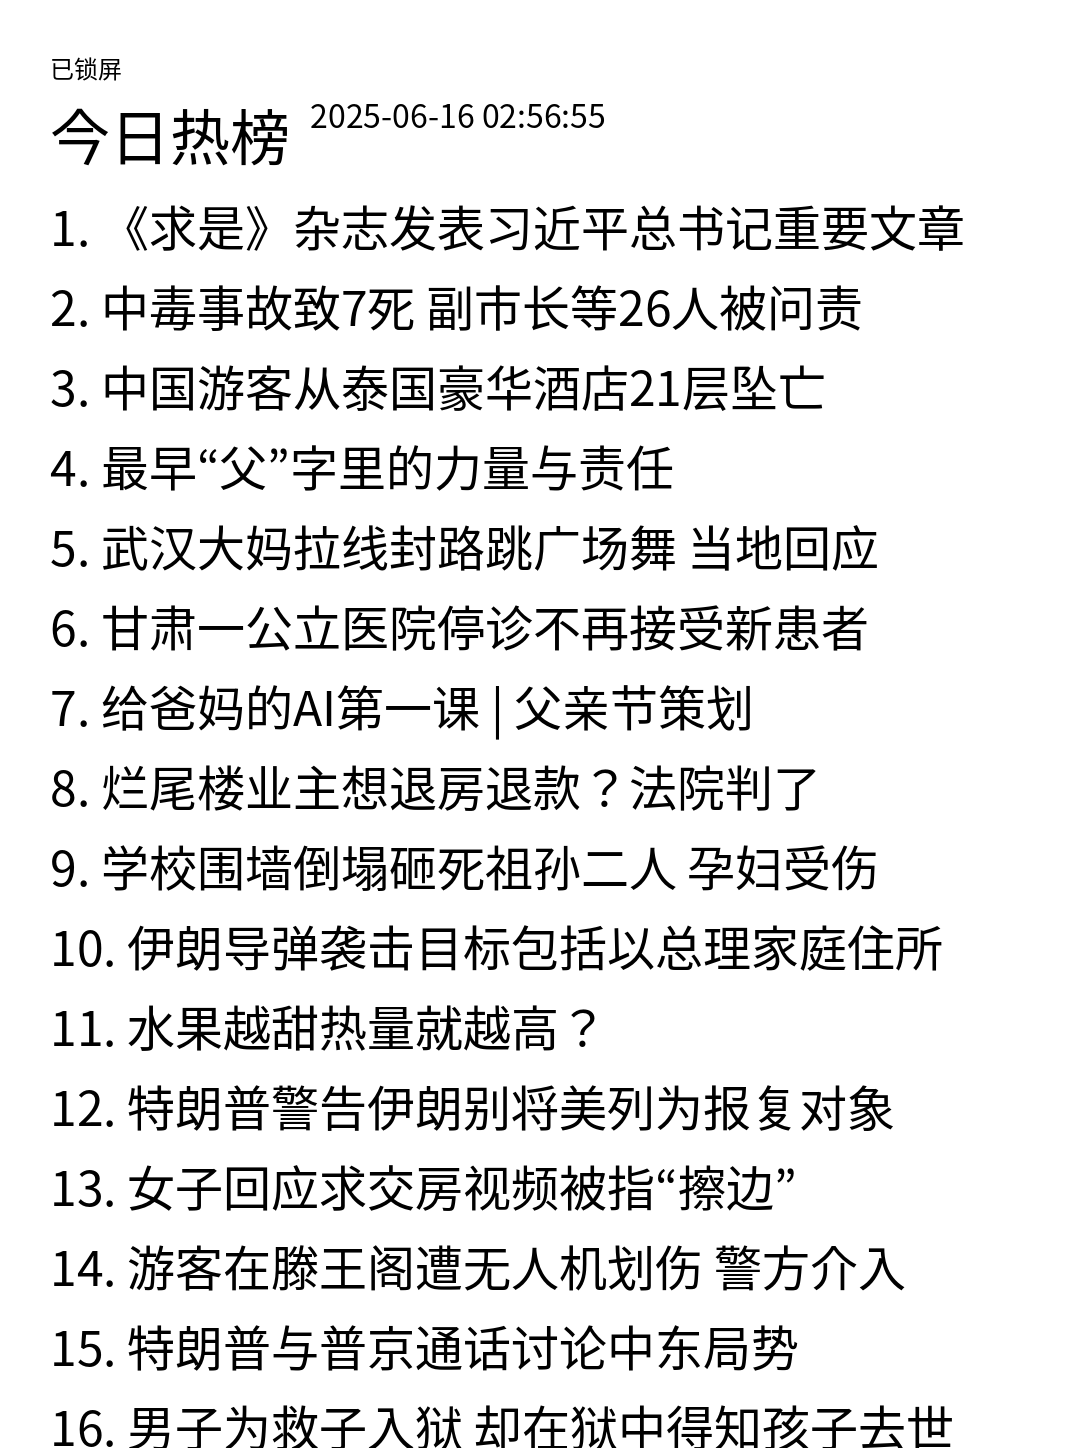 已锁屏
今日热榜 2025-06-16 02:56:55
1. 《求是》杂志发表习近平总书记重要文章
2. 中毒事故致7死 副市长等26人被问责
3. 中国游客从泰国豪华酒店21层坠亡
4. 最早“父”字里的力量与责任
5. 武汉大妈拉线封路跳广场舞 当地回应
6. 甘肃一公立医院停诊不再接受新患者
7. 给爸妈的AI第一课 | 父亲节策划
8. 烂尾楼业主想退房退款？法院判了
9. 学校围墙倒塌砸死祖孙二人 孕妇受伤
10. 伊朗导弹袭击目标包括以总理家庭住所
11. 水果越甜热量就越高？
12. 特朗普警告伊朗别将美列为报复对象
13. 女子回应求交房视频被指“擦边”
14. 游客在滕王阁遭无人机划伤 警方介入
15. 特朗普与普京通话讨论中东局势
16. 男子为救子入狱 却在狱中得知孩子去世